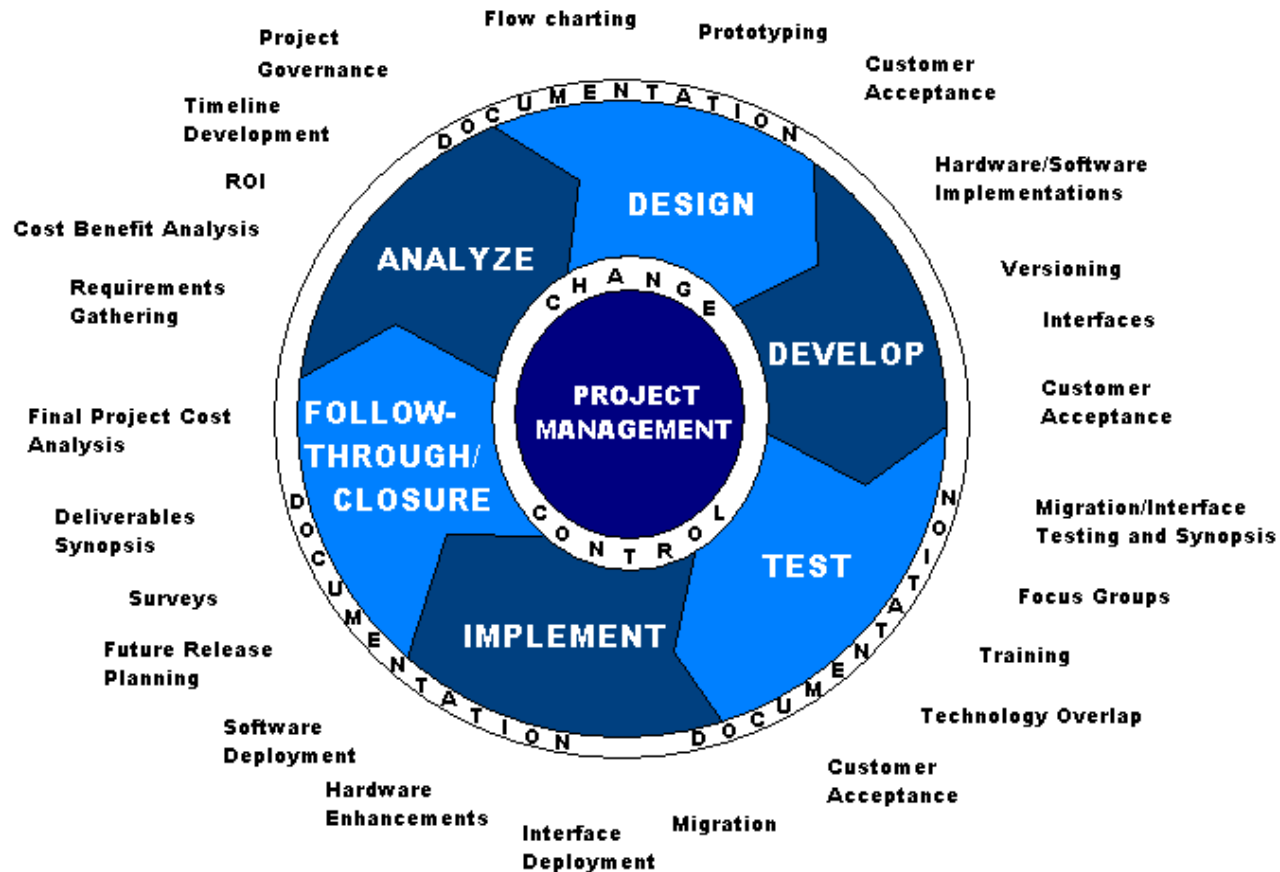 Flow charting
Prototyping
Project
Governance
Customer
Acceptance
Timeline
Development
DOCUMENTATION
Hardware/Software
Implementations
ROI
DESIGN
Cost Benefit Analysis
ANALYZE
CHANGE
Versioning
Requirements
Gathering
Interfaces
DEVELOP
PROJECT
MANAGEMENT
Customer
Acceptance
Final Project Cost
Analysis
FOLLOW-
THROUGH/
CLOSURE
CONTROL
Deliverables
Synopsis
DOCUMENTATION
DOCUMENTATION
Migration/Interface
Testing and Synopsis
TEST
Surveys
Focus Groups
IMPLEMENT
Future Release
Planning
Training
Technology Overlap
Software
Deployment
Customer
Acceptance
Hardware
Enhancements
Migration
Interface
Deployment